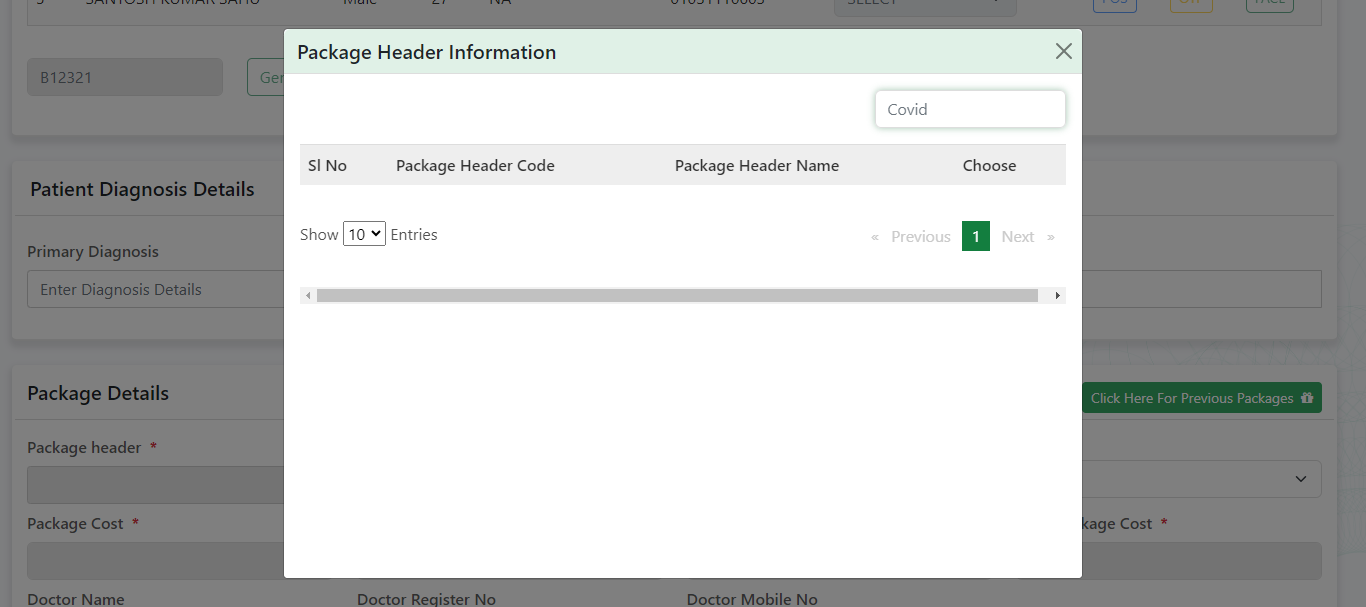 Package Header Information
B12321
Covid
Sl No Package Header Code Package Header Name Choose
Patient Diagnosis Details
Show 10 Entries « Previous 1 Next »
Primary Diagnosis
Enter Diagnosis Details
Package Details
Click Here For Previous Packages
Package header *
Package Cost *
Cost *
Doctor Name Doctor Register No Doctor Mobile No